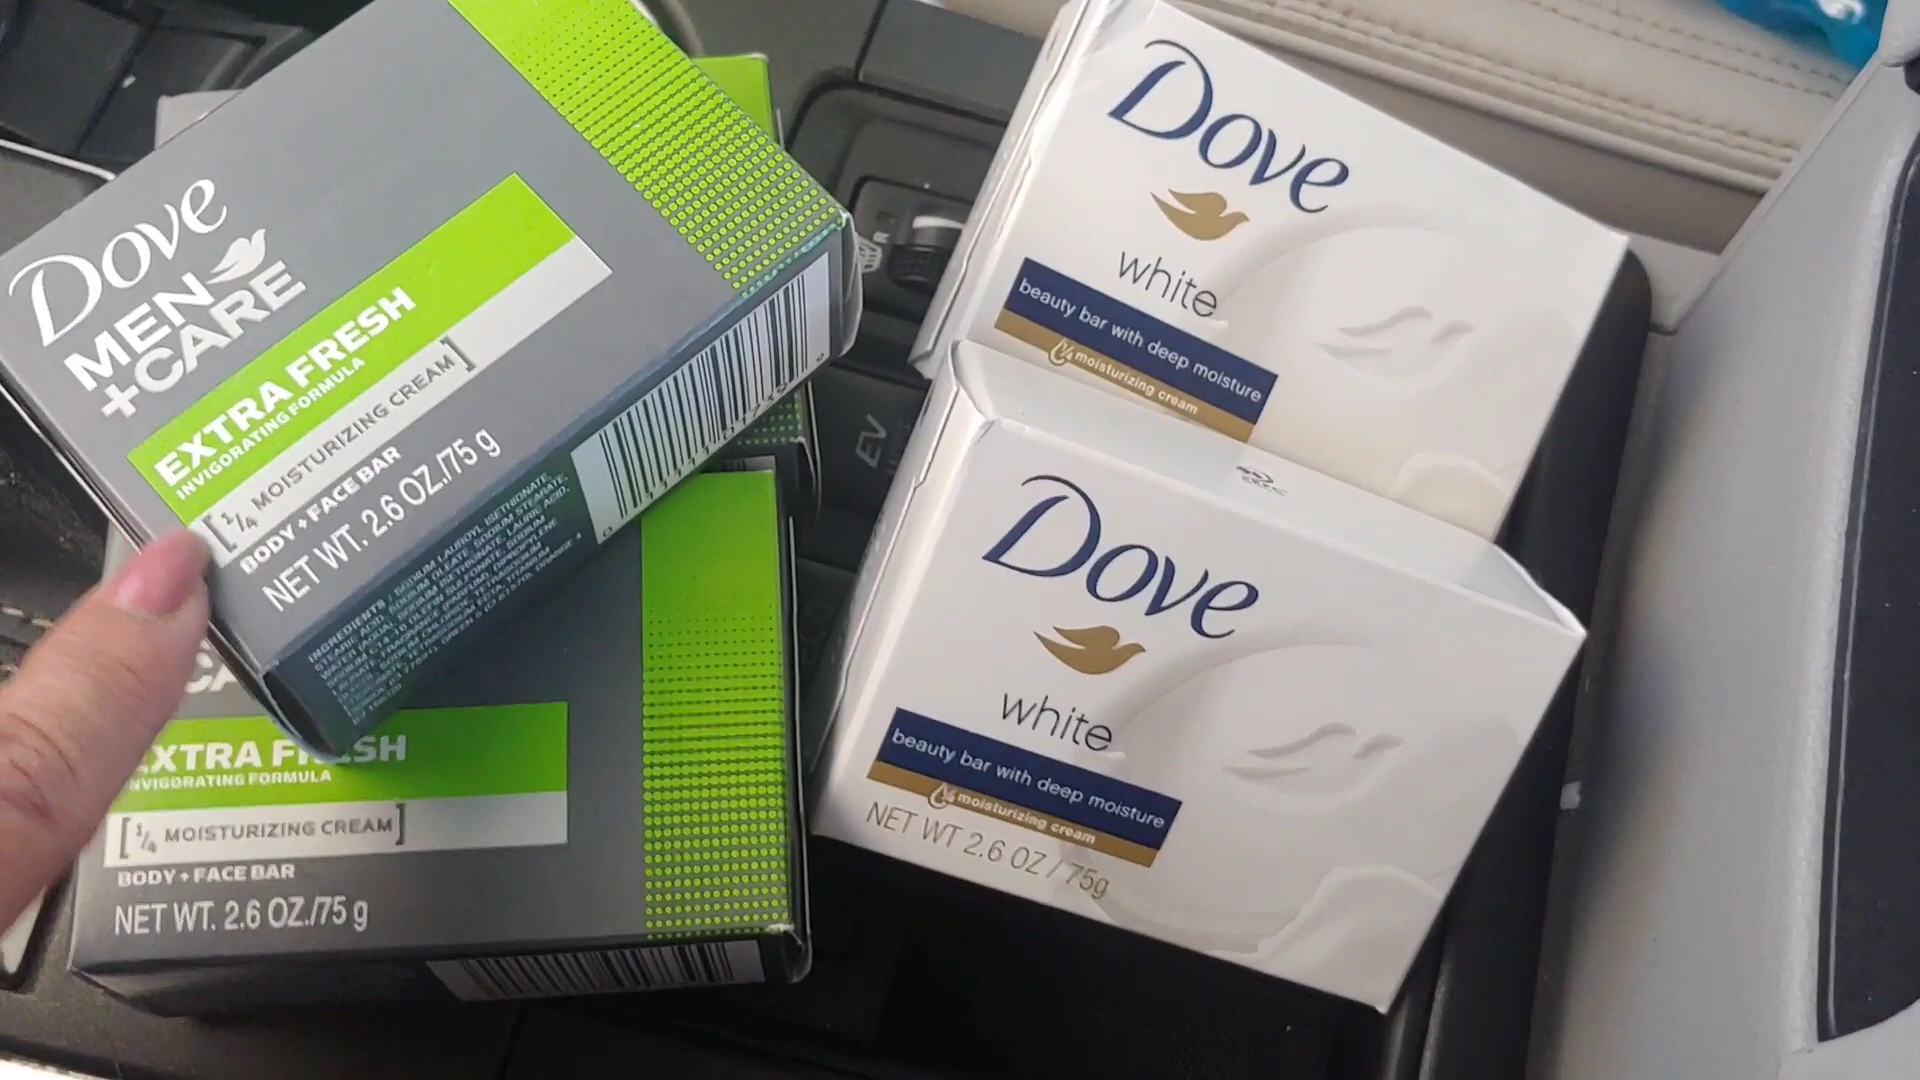 Dove
MEN
+CARE
EXTRA FRESH
INVIGORATING FORMULA
[1/4 MOISTURIZING CREAM]
BODY + FACE BAR
NET WT. 2.6 OZ./75 g
EXTRA FRESH
INVIGORATING FORMULA
[1/4 MOISTURIZING CREAM]
BODY + FACE BAR
NET WT. 2.6 OZ./75 g
Dove
white
beauty bar with deep moisture
1/4 moisturizing cream
Dove
white
beauty bar with deep moisture
1/4 moisturizing cream
NET WT 2.6 OZ / 75g
EV